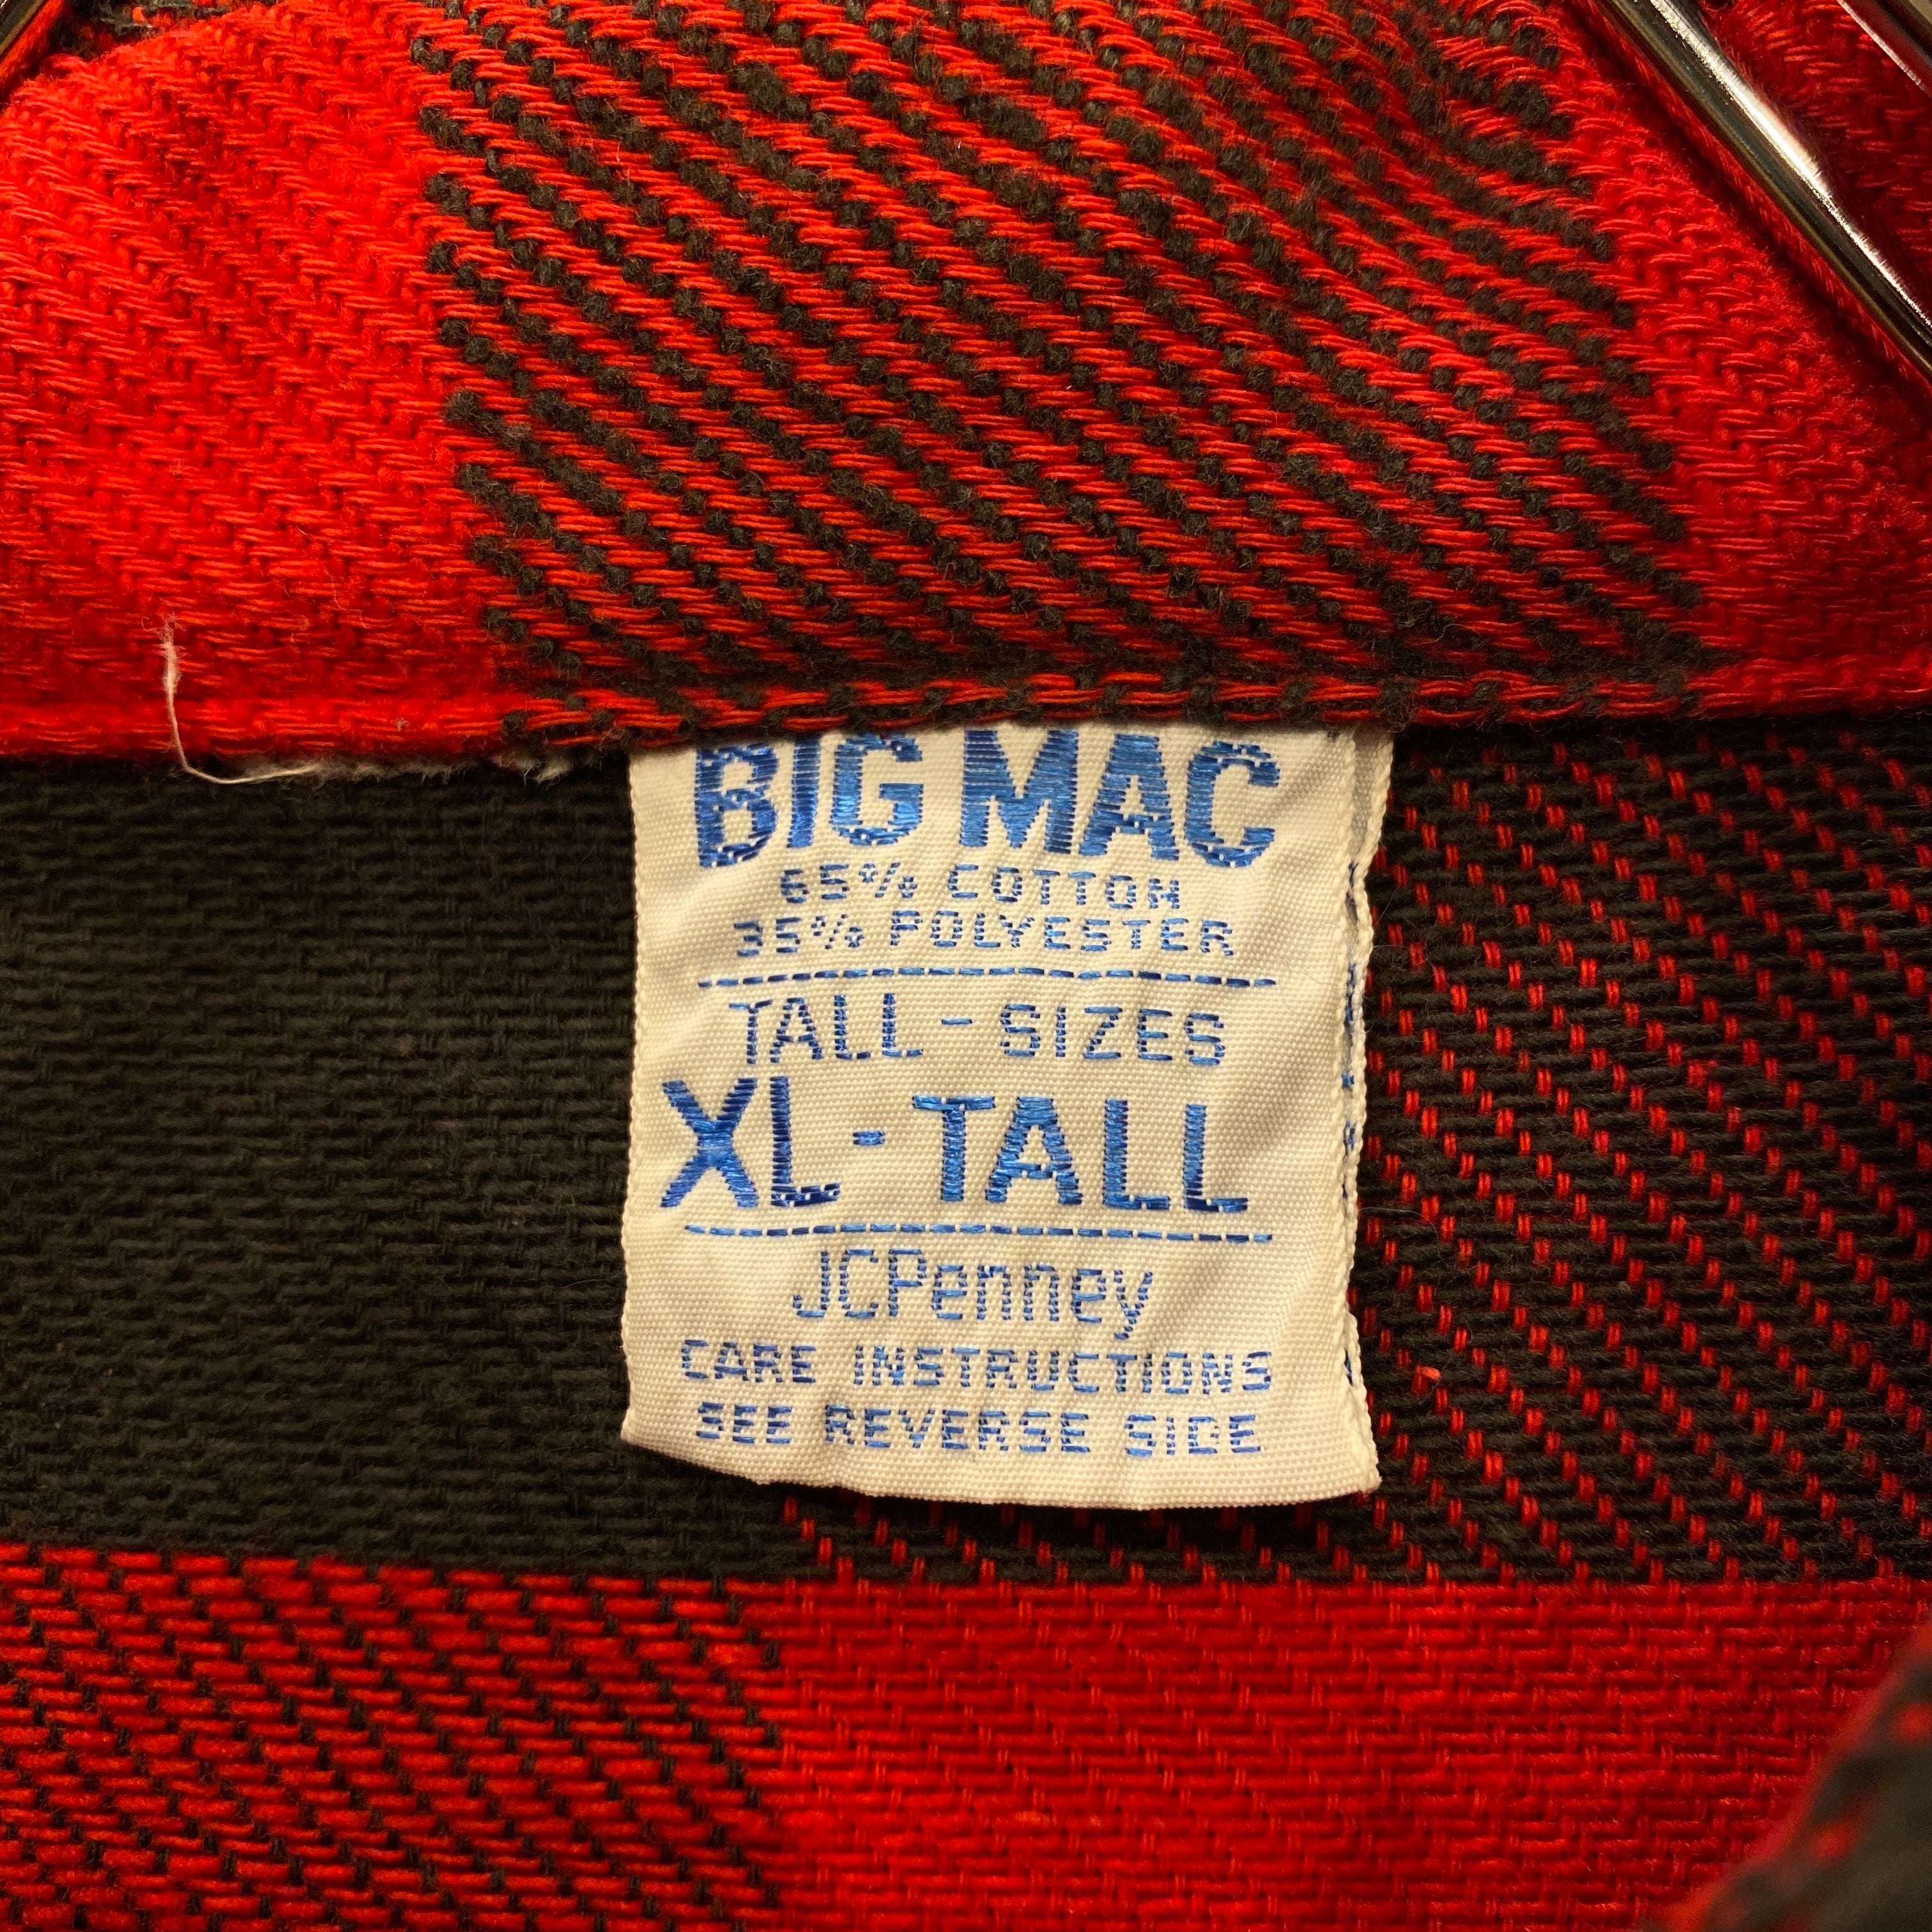 BIG MAC
65% COTTON
35% POLYESTER
TALL - SIZES
XL - TALL
JCPenney
CARE INSTRUCTIONS
SEE REVERSE SIDE